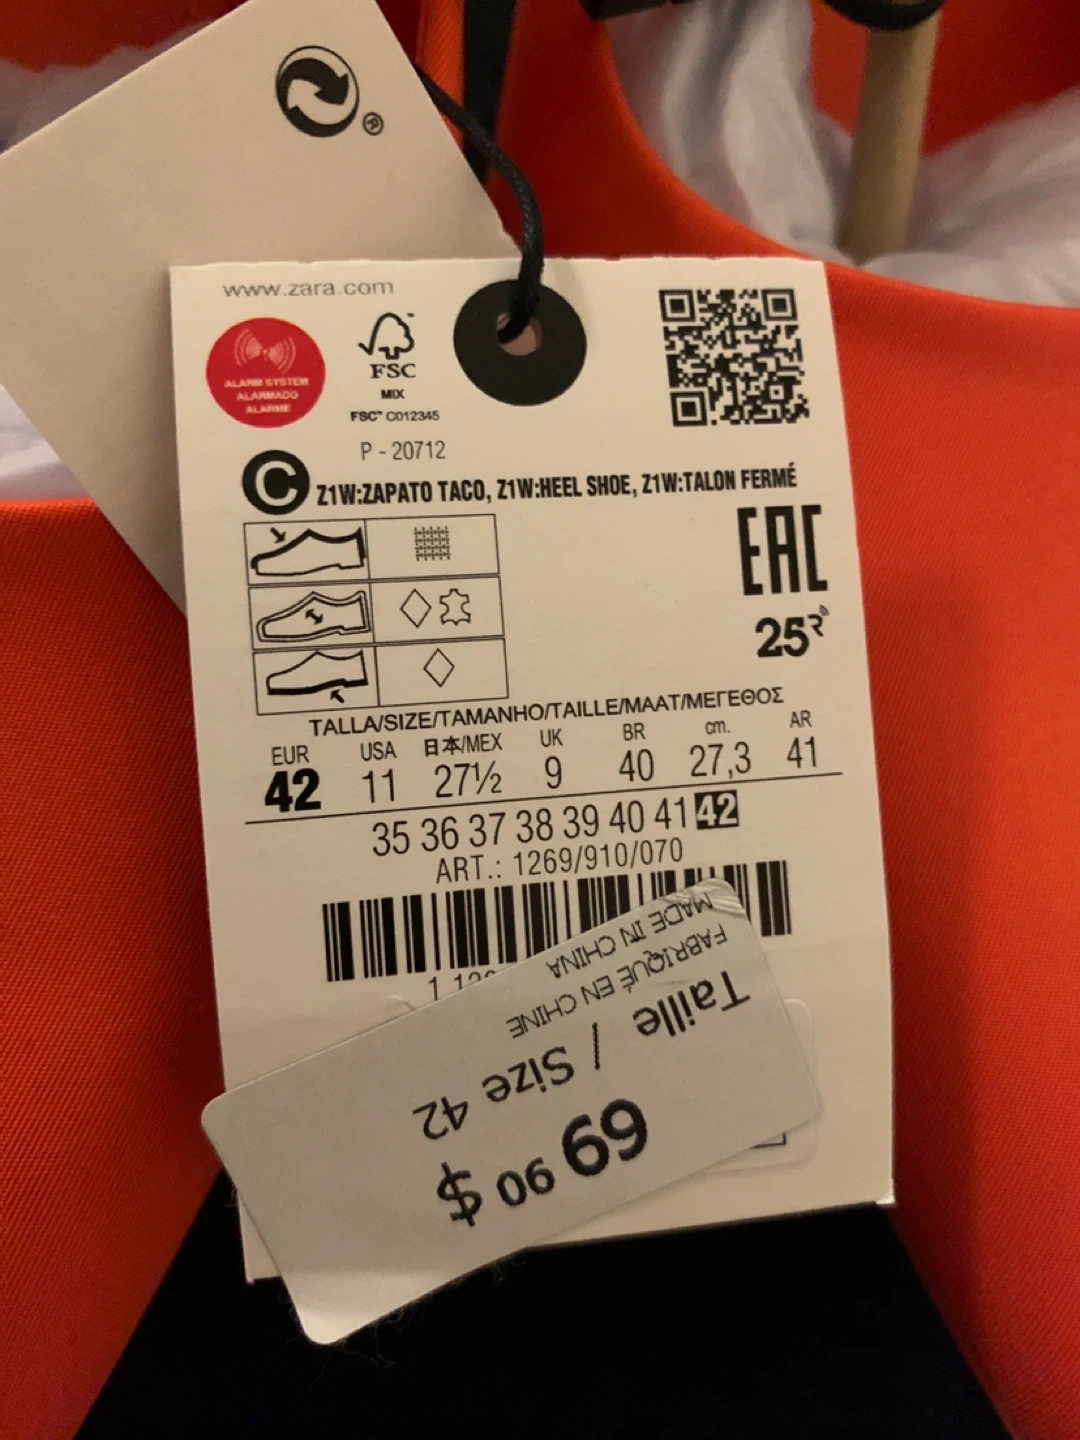 ®
www.zara.com
ALARM SYSTEM
ALARMADO
ALARME
FSC
MIX
FSC™ C012345
P - 20712
C Z1W:ZAPATO TACO, Z1W:HEEL SHOE, Z1W:TALON FERMÉ
EAC
25
TALLA/SIZE/TAMANHO/TAILLE/MAAT/ΜΕΓΕΘΟΣ
EUR USA 日本/MEX UK BR cm. AR
42 11 27½ 9 40 27,3 41
35 36 37 38 39 40 41 42
ART.: 1269/910/070
MADE IN CHINA
FABRIQUÉ EN CHINE
Taille / Size 42
69 90 $